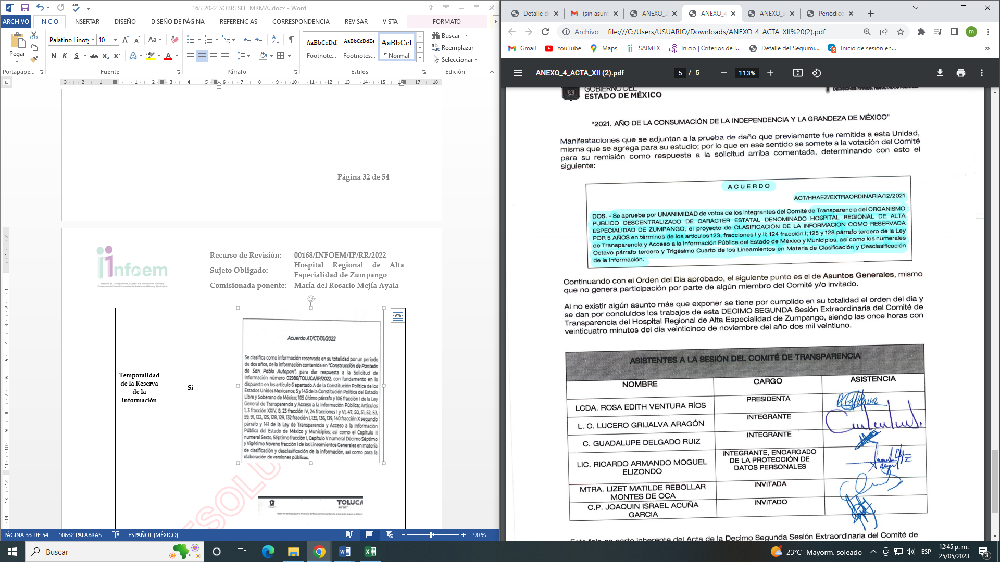 168_2022_SOBRESEE_MRMA..docx - Word
ARCHIVO INICIO INSERTAR DISEÑO DISEÑO DE PÁGINA REFERENCIAS CORRESPONDENCIA REVISAR VISTA FORMATO
Pegar
Palatino Linoty 10
N K S abc x₂ x²
AaBbCcDd AaBbCcDdEe AaBbCcI
Footnote... Footnotes... ¶ Normal
Buscar
Reemplazar
Seleccionar
Portapape... Fuente Párrafo Estilos Edición
Página 32 de 54
infoem
Instituto de Transparencia, Acceso a la Información Pública y
Protección de Datos Personales del Estado de México y Municipios
Recurso de Revisión: 00168/INFOEM/IP/RR/2022
Sujeto Obligado: Hospital Regional de Alta
Especialidad de Zumpango
Comisionada ponente: María del Rosario Mejía Ayala
Temporalidad
de la Reserva
de la
información
Sí
Acuerdo AT/CT/01/2022
Se clasifica como información reservada en su totalidad por un periodo
de dos años, de la información contenida en "Construcción de Panteón
de San Pablo Autopan", para dar respuesta a la Solicitud de
Información número 02986/TOLUCA/IP/2022, con fundamento en lo
dispuesto en los artículo 6 apartado A de la Constitución Política de los
Estados Unidos Mexicanos; 5 y 143 de la Constitución Política del Estado
Libre y Soberano de México; 105 último párrafo y 106 fracción I de la Ley
General de Transparencia y Acceso a la Información Pública; Artículos
1, 3 fracción XXIV, 8, 23 fracción IV, 24 fracciones I y VI, 47, 50, 51, 52, 53,
59, 91, 122, 125, 128, 129, 132 fracción I, 135, 136, 139, 140 fracción X segundo
párrafo y 141 de la Ley de Transparencia y Acceso a la Información
Pública del Estado de México y Municipios; así como el Capítulo II
numeral Sexto, Séptimo fracción I, Capítulo V numeral Décimo Séptimo
y Vigésimo Noveno fracción I de los Lineamientos Generales en materia
de clasificación y desclasificación de la información, así como para la
elaboración de versiones públicas.
ESOLU
TOLUCA
PÁGINA 33 DE 54 10632 PALABRAS ESPAÑOL (MÉXICO) 90 %
Detalle de (sin asunt ANEXO_2 ANEXO_4 ANEXO_3 Periódico
Archivo file:///C:/Users/USUARIO/Downloads/ANEXO_4_ACTA_XII%20(2).pdf
m
Gmail YouTube Maps SAIMEX Inicio | Criterios de I... Detalle del Seguimi... Inicio de sesión en... »
ANEXO_4_ACTA_XII (2).pdf 5 / 5 113%
GOBIERNO DEL
ESTADO DE MÉXICO
DECISIONES FIRMES, RESULTADOS FUERTES.
"2021. AÑO DE LA CONSUMACIÓN DE LA INDEPENDENCIA Y LA GRANDEZA DE MÉXICO"
Manifestaciones que se adjuntan a la prueba de daño que previamente fue remitida a esta Unidad,
misma que se agrega para su estudio; por lo que en ese sentido se somete a la votación del Comité
para su remisión como respuesta a la solicitud arriba comentada, determinando con esto el
siguiente:
A C U E R D O
ACT/HRAEZ/EXTRAORDINARIA/12/2021
DOS. - Se aprueba por UNANIMIDAD de votos de los integrantes del Comité de Transparencia del ORGANISMO
PUBLICO DESCENTRALIZADO DE CARÁCTER ESTATAL DENOMINADO HOSPITAL REGIONAL DE ALTA
ESPECIALIDAD DE ZUMPANGO, el proyecto de CLASIFICACIÓN DE LA INFORMACION COMO RESERVADA
POR 5 AÑOS en términos de los artículos 123, fracciones I y II; 124 fracción I; 125 y 128 párrafo tercero de la Ley
de Transparencia y Acceso a la Información Pública del Estado de México y Municipios, así como los numerales
Octavo párrafo tercero y Trigésimo Cuarto de los Lineamientos en Materia de Clasificación y Desclasificación
de la Información.
Continuando con el Orden del Dia aprobado, el siguiente punto es el de Asuntos Generales, mismo
que no genera participación por parte de algún miembro del Comité y/o invitado.
Al no existir algún asunto más que exponer se tiene por cumplido en su totalidad el orden del día y
se dan por concluidos los trabajos de esta DECIMO SEGUNDA Sesión Extraordinaria del Comité de
Transparencia del Hospital Regional de Alta Especialidad de Zumpango, siendo las once horas con
veinticuatro minutos del día veinticinco de noviembre del año dos mil veintiuno.
ASISTENTES A LA SESIÓN DEL COMITÉ DE TRANSPARENCIA
NOMBRE CARGO ASISTENCIA
LCDA. ROSA EDITH VENTURA RÍOS PRESIDENTA
L. C. LUCERO GRIJALVA ARAGÓN INTEGRANTE
C. GUADALUPE DELGADO RUIZ INTEGRANTE
LIC. RICARDO ARMANDO MOGUEL
ELIZONDO
INTEGRANTE, ENCARGADO
DE LA PROTECCIÓN DE
DATOS PERSONALES
MTRA. LIZET MATILDE REBOLLAR
MONTES DE OCA
INVITADA
C.P. JOAQUIN ISRAEL ACUÑA
GARCIA
INVITADO
Esta foja es parte inherente del Acta de la Decimo Segunda Sesión Extraordinaria del Comité de
Buscar
23°C Mayorm. soleado ESP 12:45 p. m.
25/05/2023
3